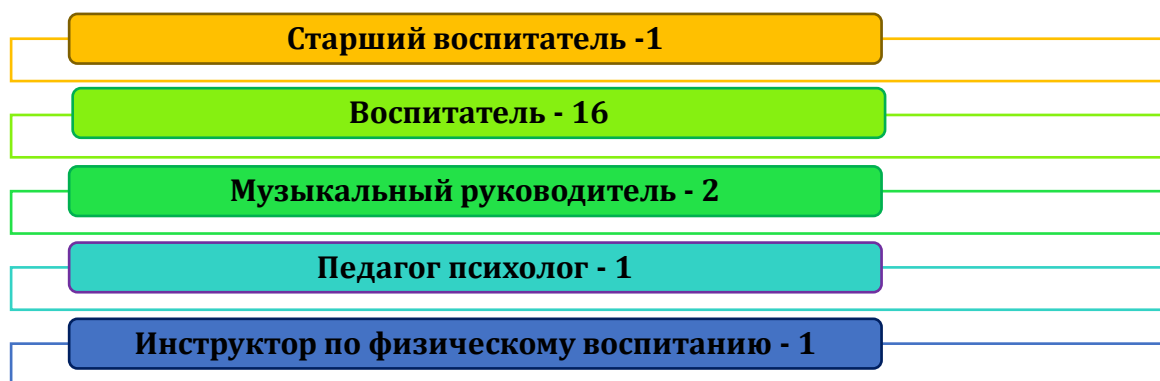 Старший воспитатель -1
Воспитатель - 16
Музыкальный руководитель - 2
Педагог психолог - 1
Инструктор по физическому воспитанию - 1